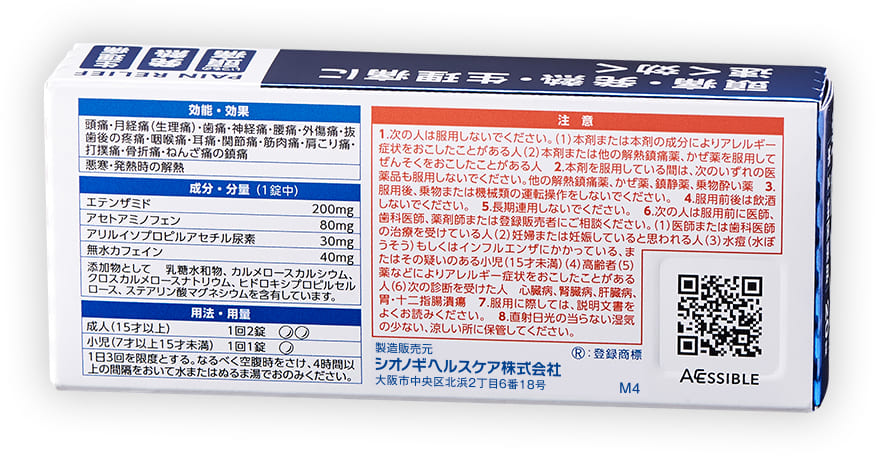 頭痛・発熱・生理痛に
速く効く
PAIN RELIEF
頭痛
発熱
生理痛
効能・効果
頭痛・月経痛(生理痛)・歯痛・神経痛・腰痛・外傷痛・抜
歯後の疼痛・咽喉痛・耳痛・関節痛・筋肉痛・肩こり痛・
打撲痛・骨折痛・ねんざ痛の鎮痛
悪寒・発熱時の解熱
成分・分量(1錠中)
エテンザミド 200mg
アセトアミノフェン 80mg
アリルイソプロピルアセチル尿素 30mg
無水カフェイン 40mg
添加物として 乳糖水和物、カルメロースカルシウム、
クロスカルメロースナトリウム、ヒドロキシプロピルセル
ロース、ステアリン酸マグネシウムを含有しています。
用法・用量
成人(15才以上) 1回2錠
小児(7才以上15才未満) 1回1錠
1日3回を限度とする。なるべく空腹時をさけ、4時間以
上の間隔をおいて水またはぬるま湯でおのみください。
注意
1.次の人は服用しないでください。(1)本剤または本剤の成分によりアレルギー
症状をおこしたことがある人(2)本剤または他の解熱鎮痛薬、かぜ薬を服用して
ぜんそくをおこしたことがある人 2.本剤を服用している間は、次のいずれの医
薬品も服用しないでください。他の解熱鎮痛薬、かぜ薬、鎮静薬、乗物酔い薬 3.
服用後、乗物または機械類の運転操作をしないでください。 4.服用前後は飲酒
しないでください。 5.長期連用しないでください。 6.次の人は服用前に医師、
歯科医師、薬剤師または登録販売者にご相談ください。(1)医師または歯科医師
の治療を受けている人(2)妊婦または妊娠していると思われる人(3)水痘(水ぼ
うそう)もしくはインフルエンザにかかっている、ま
たはその疑いのある小児(15才未満)(4)高齢者(5)
薬などによりアレルギー症状をおこしたことがある
人(6)次の診断を受けた人 心臓病、腎臓病、肝臓病、
胃・十二指腸潰瘍 7.服用に際しては、説明文書を
よくお読みください。 8.直射日光の当らない湿気
の少ない、涼しい所に保管してください。
製造販売元
シオノギヘルスケア株式会社
大阪市中央区北浜2丁目6番18号
Ⓡ:登録商標
M4
ACCESSIBLE